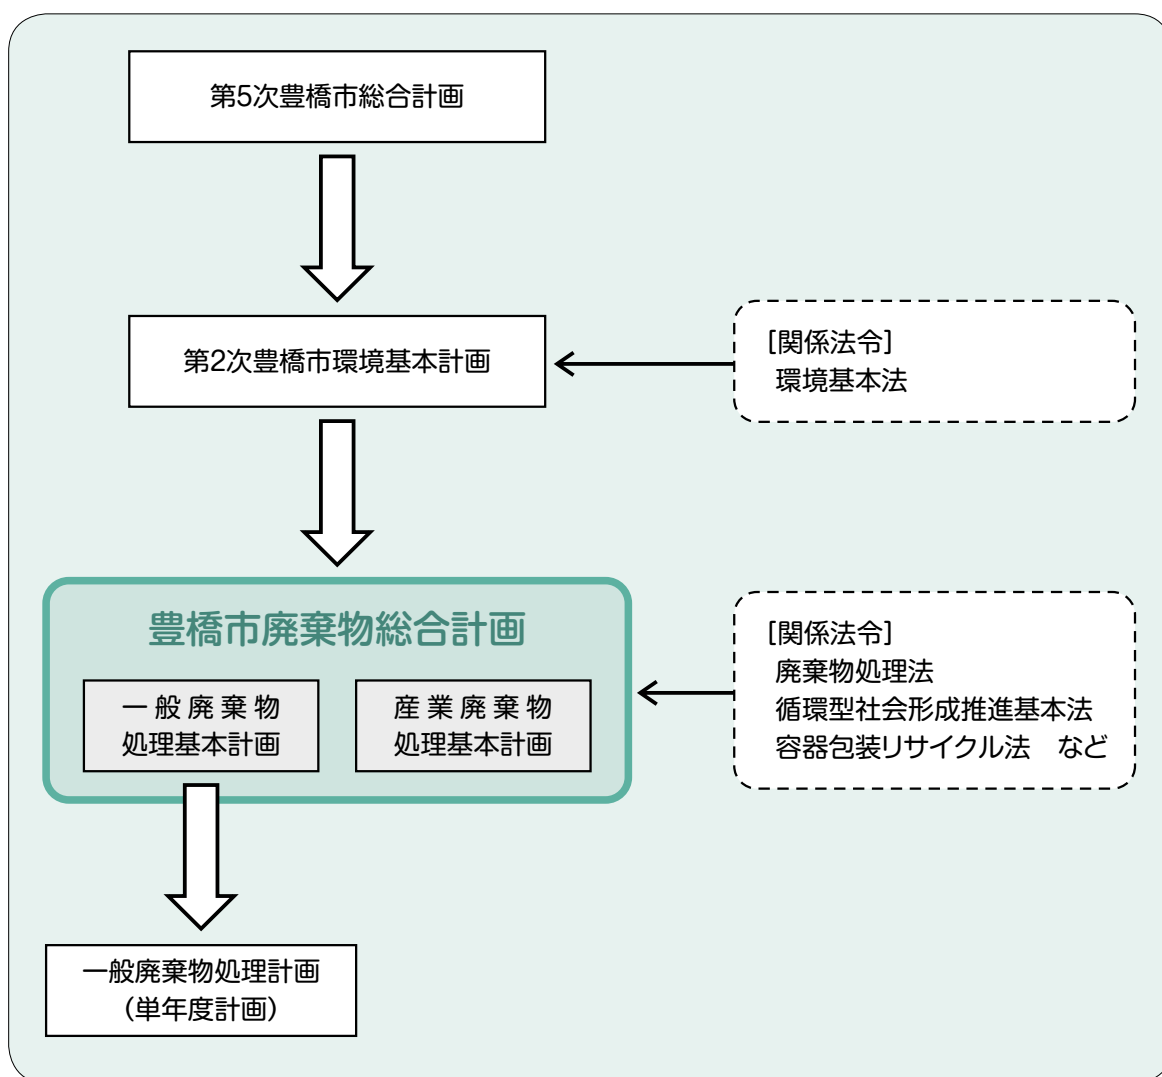 第5次豊橋市総合計画
第2次豊橋市環境基本計画
[関係法令]
環境基本法
豊橋市廃棄物総合計画
一般廃棄物
処理基本計画
産業廃棄物
処理基本計画
[関係法令]
廃棄物処理法
循環型社会形成推進基本法
容器包装リサイクル法　など
一般廃棄物処理計画
(単年度計画)